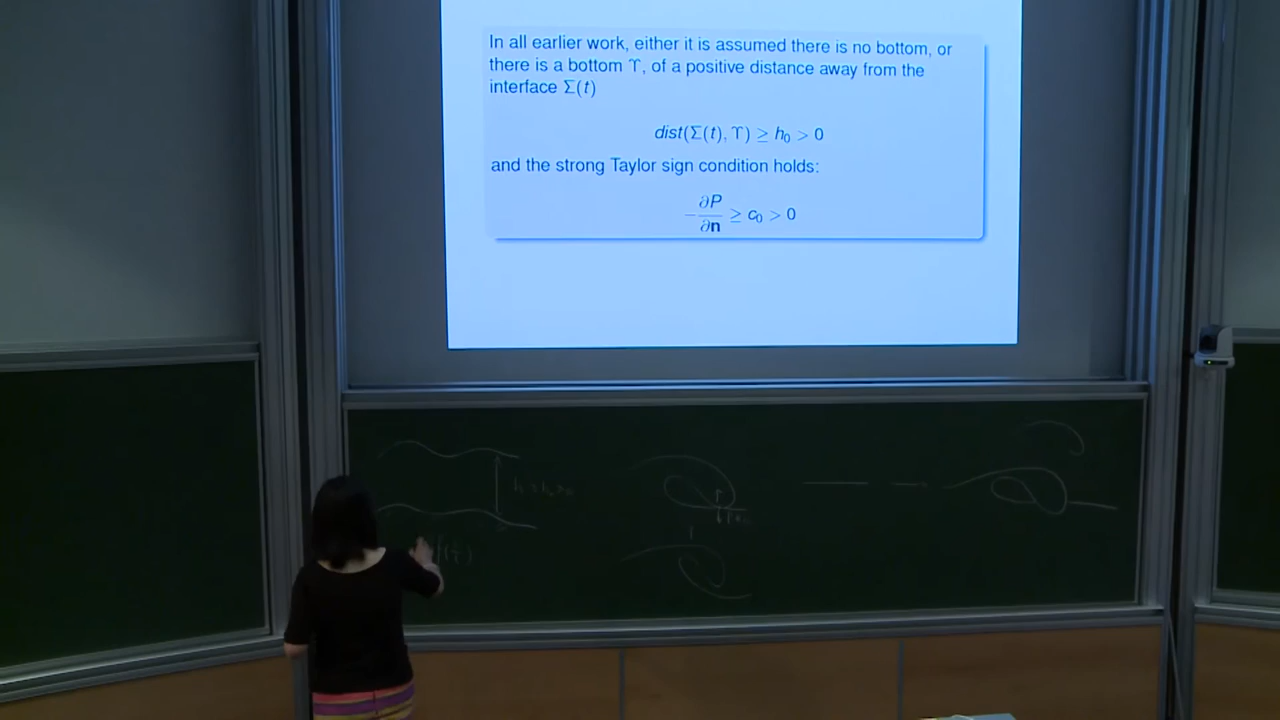 In all earlier work, either it is assumed there is no bottom, or
there is a bottom ϒ, of a positive distance away from the
interface Σ(t)
dist(Σ(t), ϒ) ≥ h₀ > 0
and the strong Taylor sign condition holds:
−∂P/∂n ≥ c₀ > 0